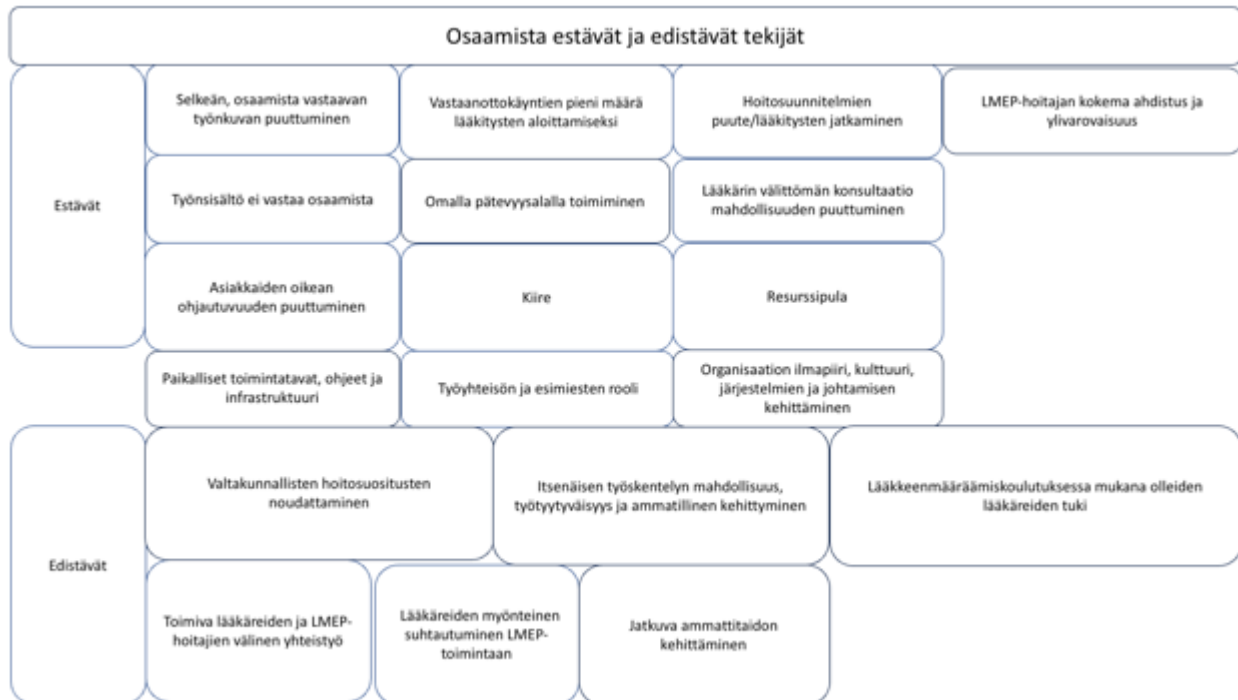 Osaamista estävät ja edistävät tekijät
Estävät
Selkeän, osaamista vastaavan
työnkuvan puuttuminen
Vastaanottokäyntien pieni määrä
lääkitysten aloittamiseksi
Hoitosuunnitelmien
puute/lääkitysten jatkaminen
LMEP-hoitajan kokema ahdistus ja
ylivarovaisuus
Työnsisältö ei vastaa osaamista
Omalla pätevyysalalla toimiminen
Lääkärin välittömän konsultaatio
mahdollisuuden puuttuminen
Asiakkaiden oikean
ohjautuvuuden puuttuminen
Kiire
Resurssipula
Paikalliset toimintatavat, ohjeet ja
infrastruktuuri
Työyhteisön ja esimiesten rooli
Organisaation ilmapiiri, kulttuuri,
järjestelmien ja johtamisen
kehittäminen
Edistävät
Valtakunnallisten hoitosuositusten
noudattaminen
Itsenäisen työskentelyn mahdollisuus,
työtyytyväisyys ja ammatillinen kehittyminen
Lääkkeenmääräämiskoulutuksessa mukana olleiden
lääkäreiden tuki
Toimiva lääkäreiden ja LMEP-
hoitajien välinen yhteistyö
Lääkäreiden myönteinen
suhtautuminen LMEP-
toimintaan
Jatkuva ammattitaidon
kehittäminen